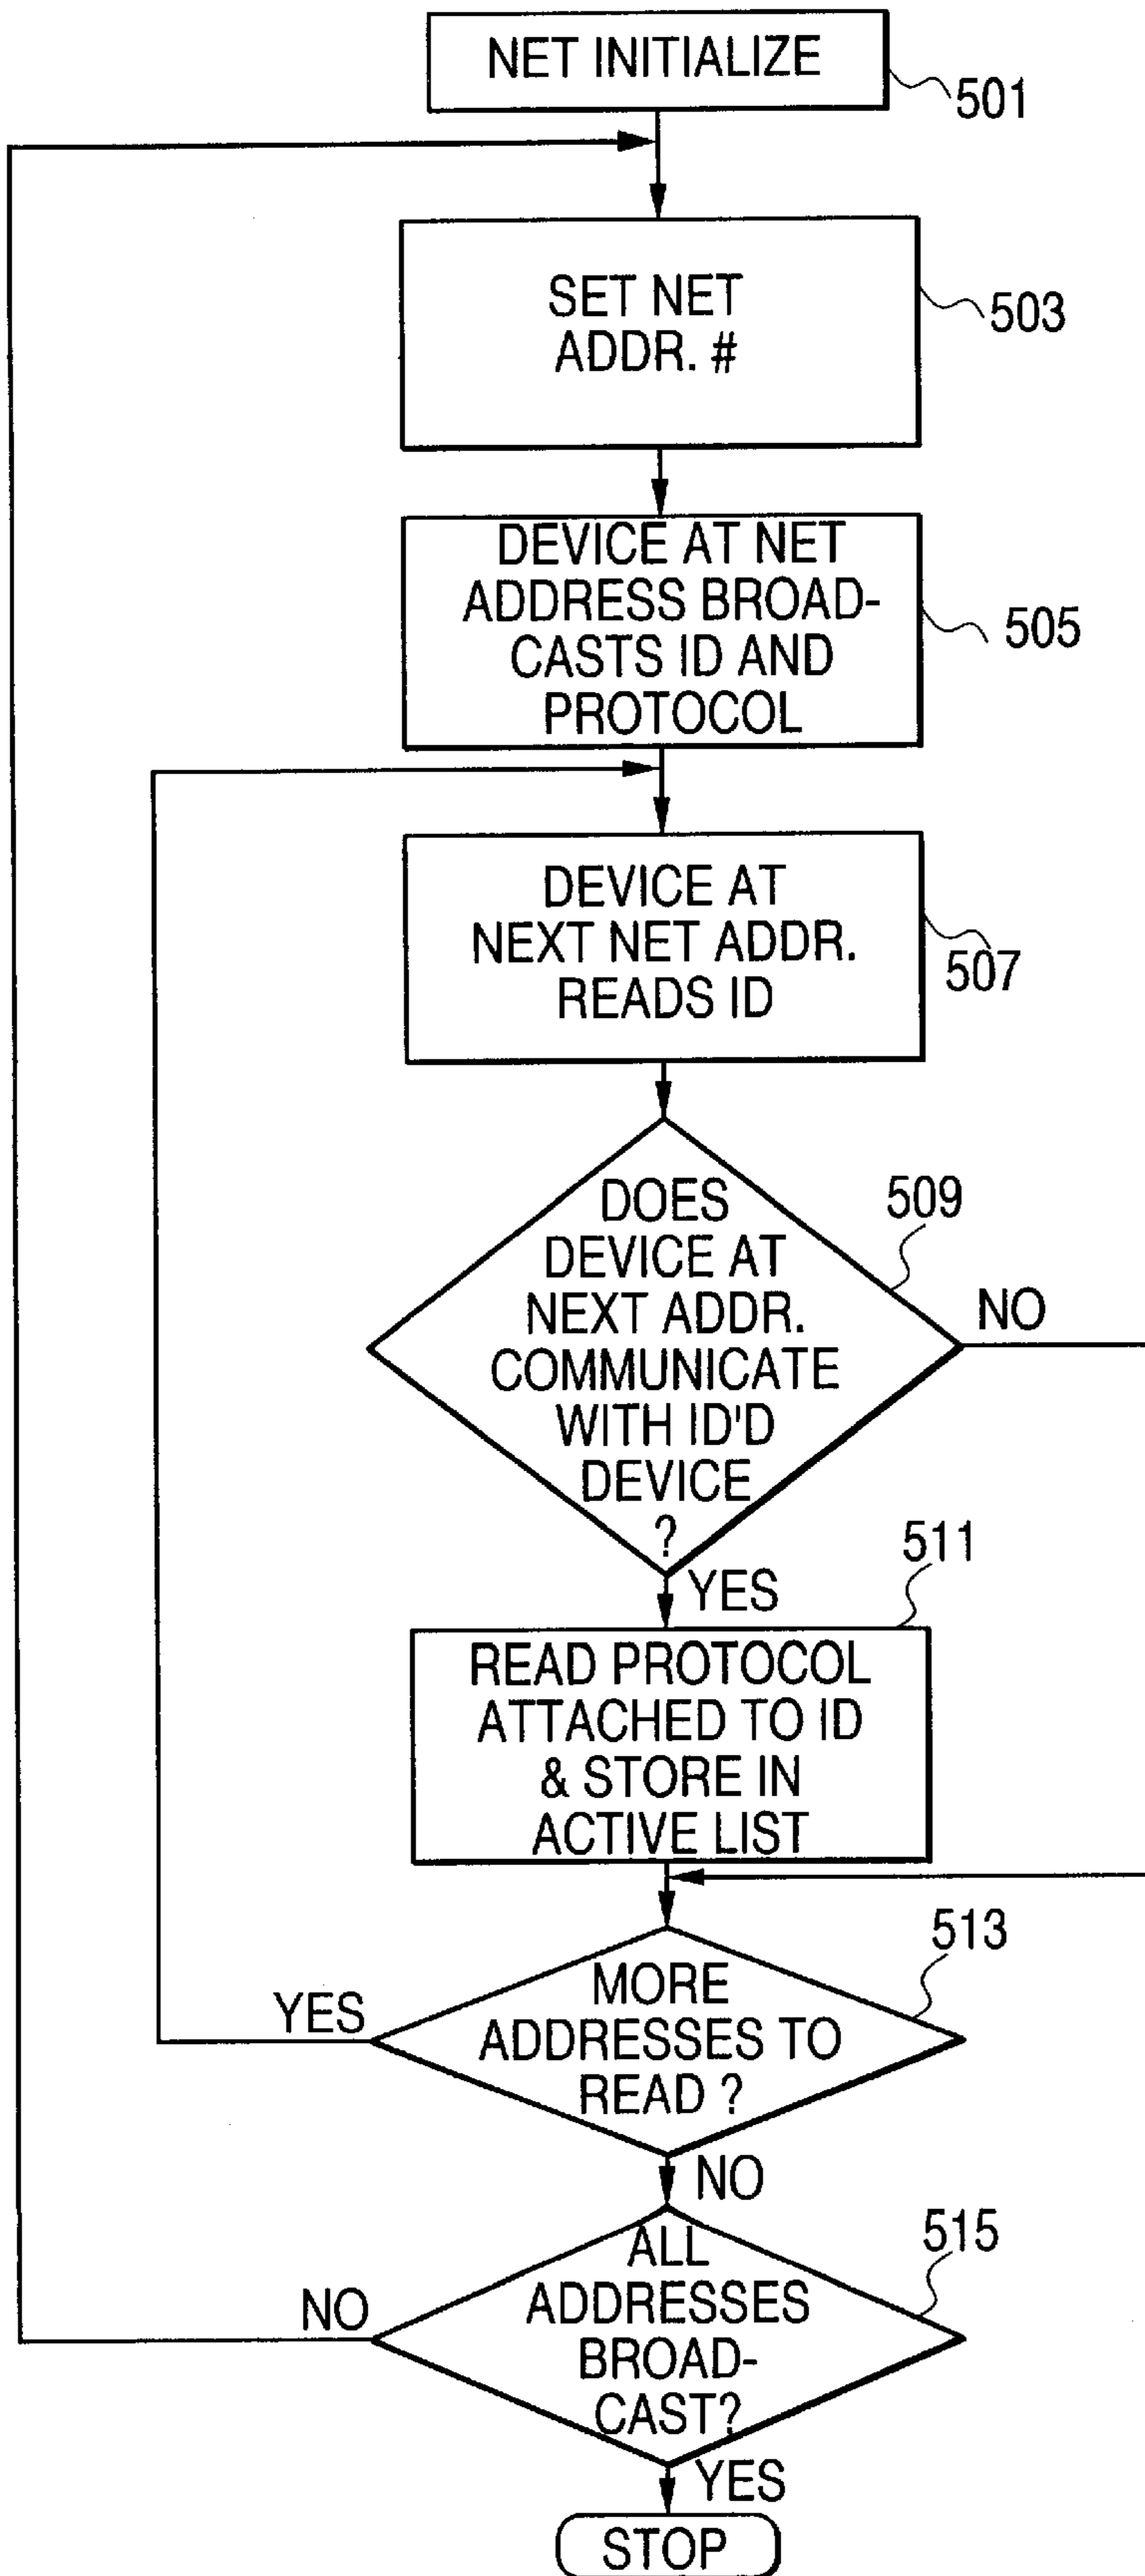 NET INITIALIZE
501
SET NET
ADDR. #
503
DEVICE AT NET
ADDRESS BROAD-
CASTS ID AND
PROTOCOL
505
DEVICE AT
NEXT NET ADDR.
READS ID
507
DOES
DEVICE AT
NEXT ADDR.
COMMUNICATE
WITH ID'D
DEVICE
?
509
NO
YES
511
READ PROTOCOL
ATTACHED TO ID
& STORE IN
ACTIVE LIST
513
MORE
ADDRESSES TO
READ ?
YES
NO
515
ALL
ADDRESSES
BROAD-
CAST?
NO
YES
STOP